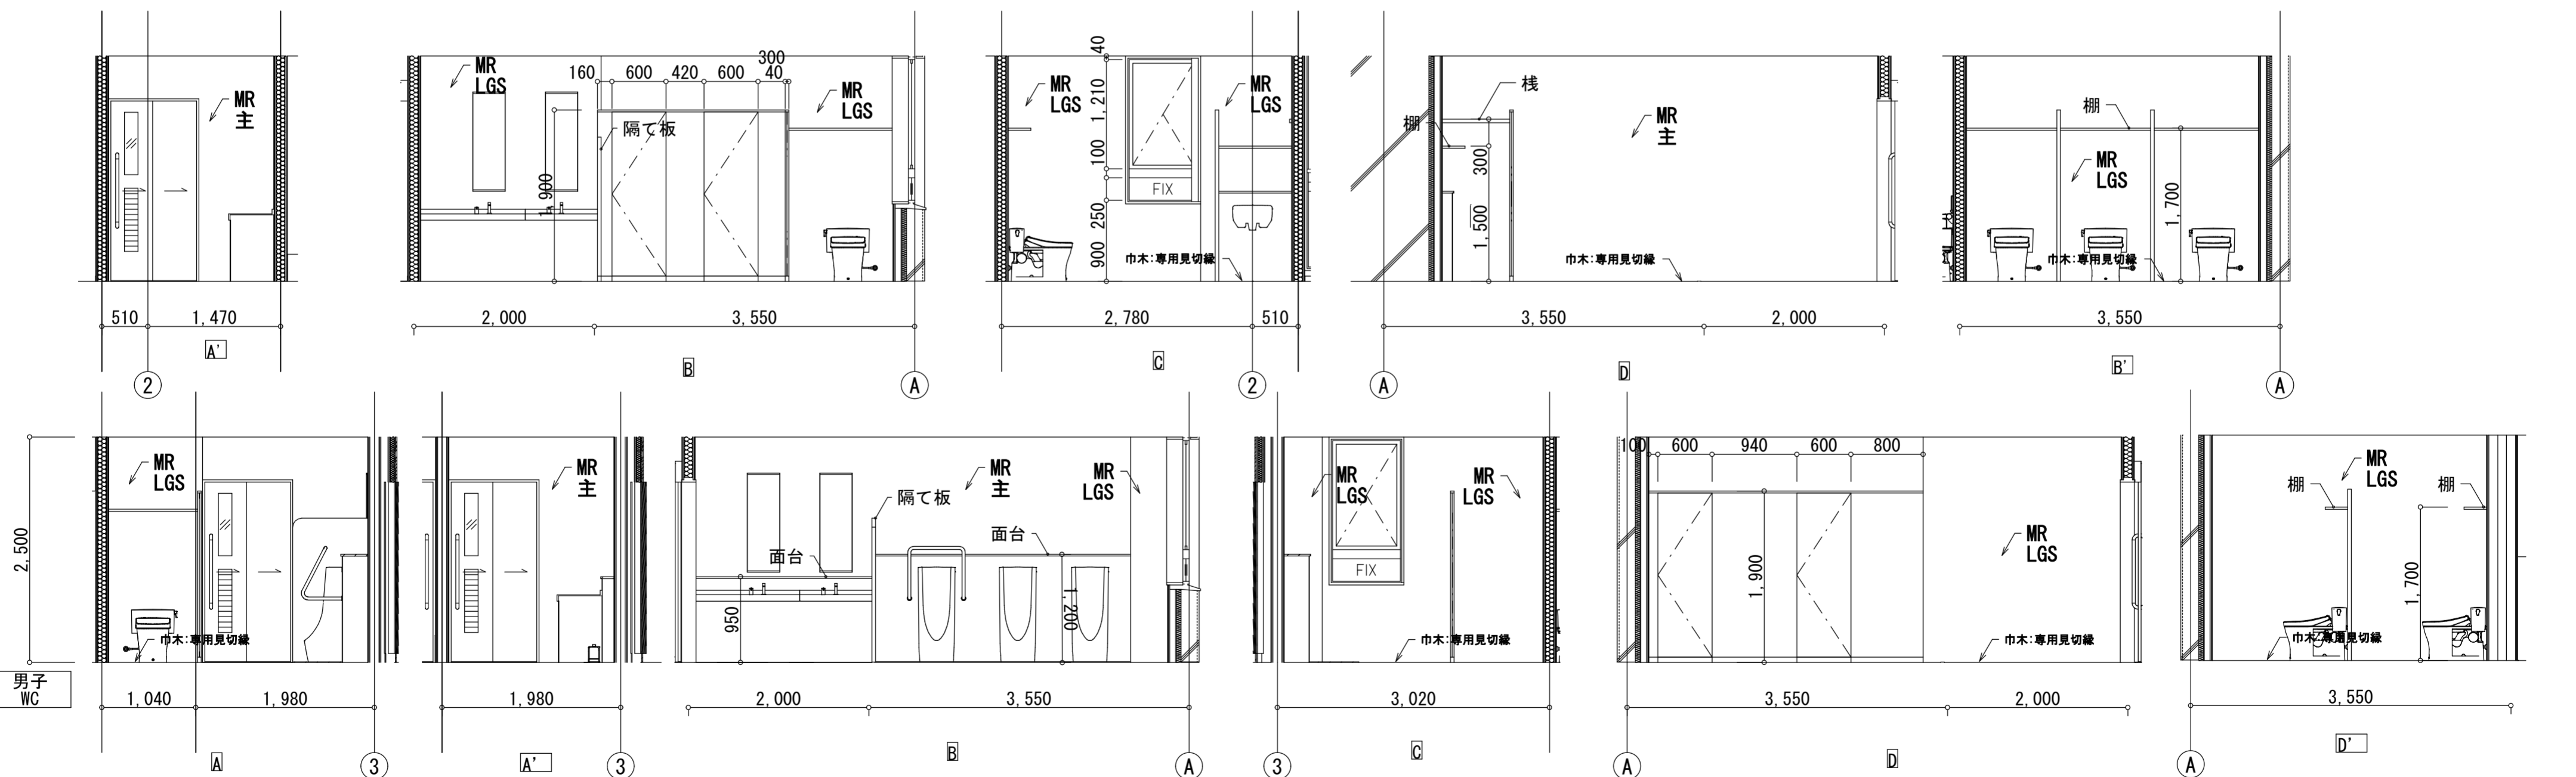 MR
主
510
1,470
A'
2
MR
LGS
160
600
420
600
300
40
MR
LGS
隔て板
1,900
2,000
3,550
B
A
MR
LGS
MR
LGS
40
1,210
100
250
900
FIX
巾木:専用見切縁
2,780
510
C
2
桟
棚
300
1,500
MR
主
巾木:専用見切縁
3,550
2,000
D
A
棚
MR
LGS
1,700
巾木:専用見切縁
3,550
B'
A
2,500
男子
WC
MR
LGS
巾木:専用見切縁
1,040
1,980
A
3
MR
主
1,980
A'
3
隔て板
MR
主
MR
LGS
面台
面台
950
1,200
2,000
3,550
B
A
MR
LGS
MR
LGS
FIX
巾木:専用見切縁
3,020
C
3
100
600
940
600
800
1,900
MR
LGS
巾木:専用見切縁
3,550
2,000
D
A
棚
MR
LGS
棚
1,700
巾木:専用見切縁
3,550
D'
A